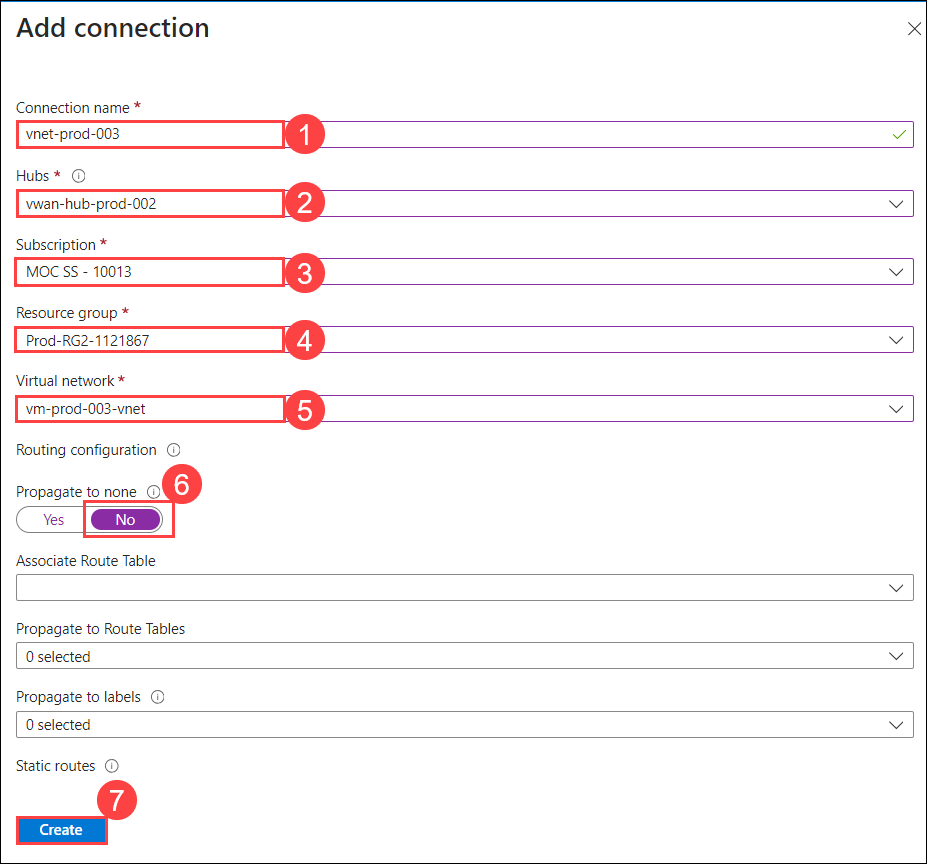 Add connection
Connection name *
vnet-prod-003
1
Hubs *
vwan-hub-prod-002
2
Subscription *
MOC SS - 10013
3
Resource group *
Prod-RG2-1121867
4
Virtual network *
vm-prod-003-vnet
5
Routing configuration
Propagate to none
6
Yes No
Associate Route Table
Propagate to Route Tables
0 selected
Propagate to labels
0 selected
Static routes
7
Create